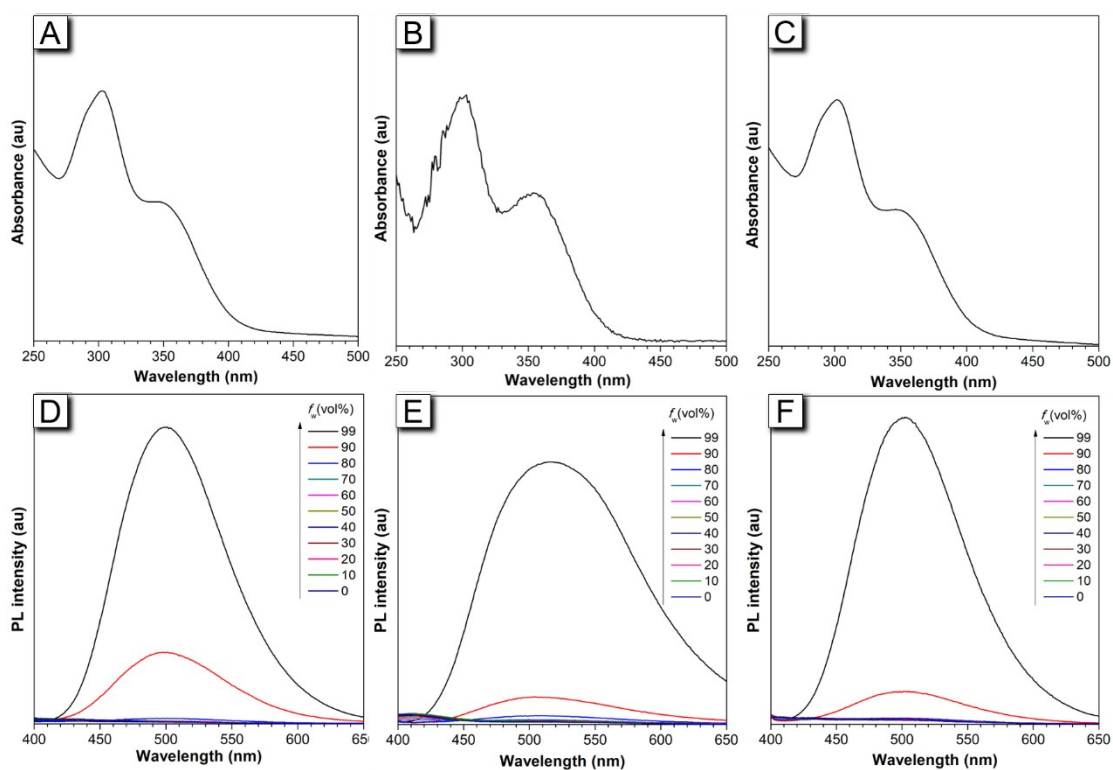 A
Absorbance (au)
250 300 350 400 450 500
Wavelength (nm)
B
Absorbance (au)
250 300 350 400 450 500
Wavelength (nm)
C
Absorbance (au)
250 300 350 400 450 500
Wavelength (nm)
D
PL intensity (au)
fw(vol%)
99
90
80
70
60
50
40
30
20
10
0
400 450 500 550 600 650
Wavelength (nm)
E
PL intensity (au)
fw(vol%)
99
90
80
70
60
50
40
30
20
10
0
400 450 500 550 600 650
Wavelength (nm)
F
PL intensity (au)
fw(vol%)
99
90
80
70
60
50
40
30
20
10
0
400 450 500 550 600 650
Wavelength (nm)